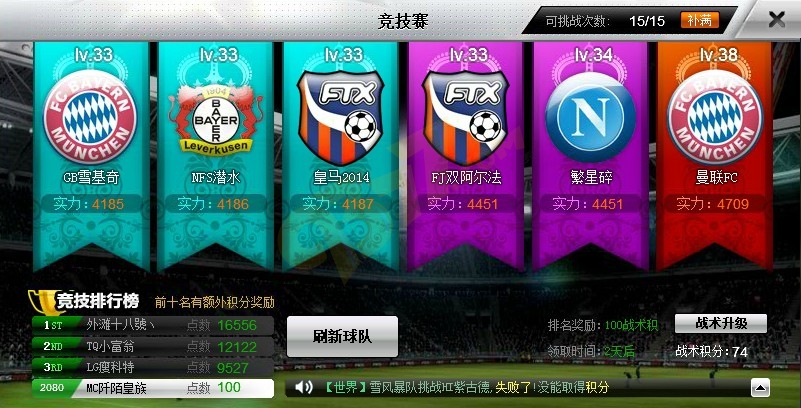 竞技赛
可挑战次数： 15/15 补满
lv.33 lv.33 lv.33 lv.33 lv.34 lv.38
FC BAYERN MÜNCHEN
1904 BAYER BAYER Leverkusen
FTX
FTX
N
FC BAYERN MÜNCHEN
GB雪基奇 NFS潜水 皇马2014 FJ双阿尔法 繁星碎 曼联FC
实力：4185 实力：4186 实力：4187 实力：4451 实力：4451 实力：4709
竞技排行榜 前十名有额外积分奖励
1ST 外滩十八號丶 点数 16556
2ND TQ小富翁 点数 12122
3RD LG瘦科特 点数 9527
2080 MC阡陌皇族 点数 100
刷新球队
排名奖励：100战术积 战术升级
领取时间：2天后 战术积分：74
【世界】雪风暴队挑战HI紫古德,失败了!没能取得积分